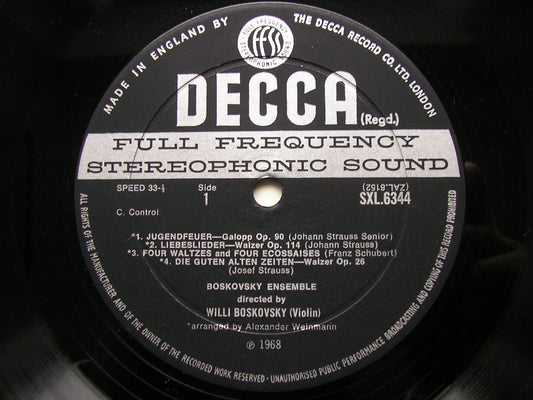 MADE IN ENGLAND BY
THE DECCA RECORD CO. LTD. LONDON.
FULL FREQUENCY
ffss
STEREOPHONIC SOUND
DECCA (Regd.)
FULL FREQUENCY
STEREOPHONIC SOUND
SPEED 33-⅓
Side
1
(ZAL.8152)
SXL.6344
C. Control
*1. JUGENDFEUER—Galopp Op. 90 (Johann Strauss Senior)
*2. LIEBESLIEDER—Walzer Op. 114 (Johann Strauss)
*3. FOUR WALTZES and FOUR ECOSSAISES (Franz Schubert)
*4. DIE GUTEN ALTEN ZEITEN—Walzer Op. 26
(Josef Strauss)
BOSKOVSKY ENSEMBLE
directed by
WILLI BOSKOVSKY (Violin)
*arranged by Alexander Weinmann
℗ 1968
ALL RIGHTS OF THE MANUFACTURER AND OF THE OWNER OF THE RECORDED WORK RESERVED · UNAUTHORISED PUBLIC PERFORMANCE BROADCASTING AND COPYING OF THIS RECORD PROHIBITED